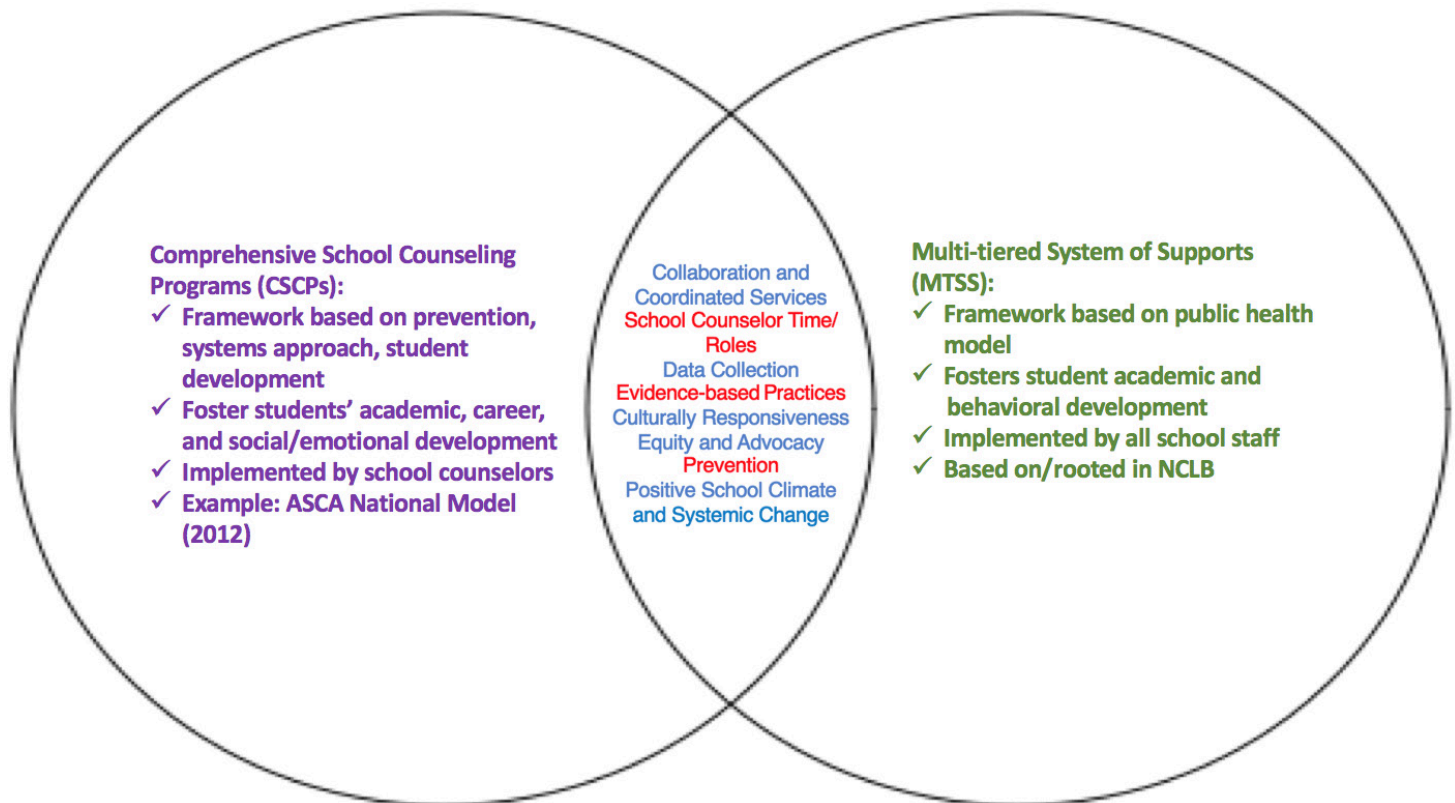 Comprehensive School Counseling
Programs (CSCPs):
✓ Framework based on prevention,
systems approach, student
development
✓ Foster students’ academic, career,
and social/emotional development
✓ Implemented by school counselors
✓ Example: ASCA National Model
(2012)
Collaboration and
Coordinated Services
School Counselor Time/
Roles
Data Collection
Evidence-based Practices
Culturally Responsiveness
Equity and Advocacy
Prevention
Positive School Climate
and Systemic Change
Multi-tiered System of Supports
(MTSS):
✓ Framework based on public health
model
✓ Fosters student academic and
behavioral development
✓ Implemented by all school staff
✓ Based on/rooted in NCLB